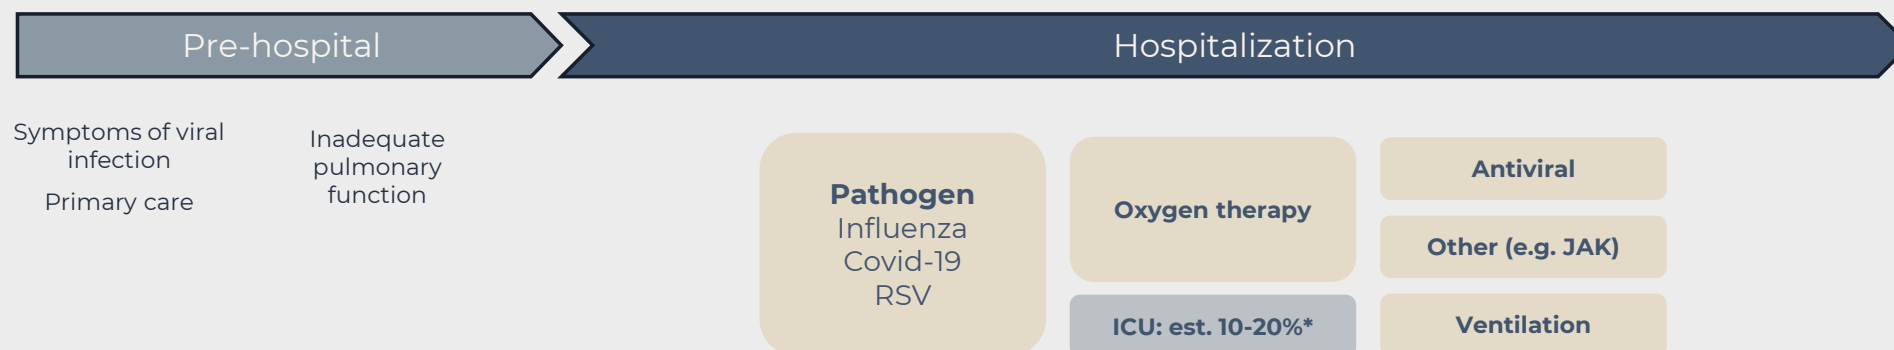 Pre-hospital
Hospitalization
Symptoms of viral
infection
Primary care
Inadequate
pulmonary
function
Pathogen
Influenza
Covid-19
RSV
Oxygen therapy
ICU: est. 10-20%*
Antiviral
Other (e.g. JAK)
Ventilation